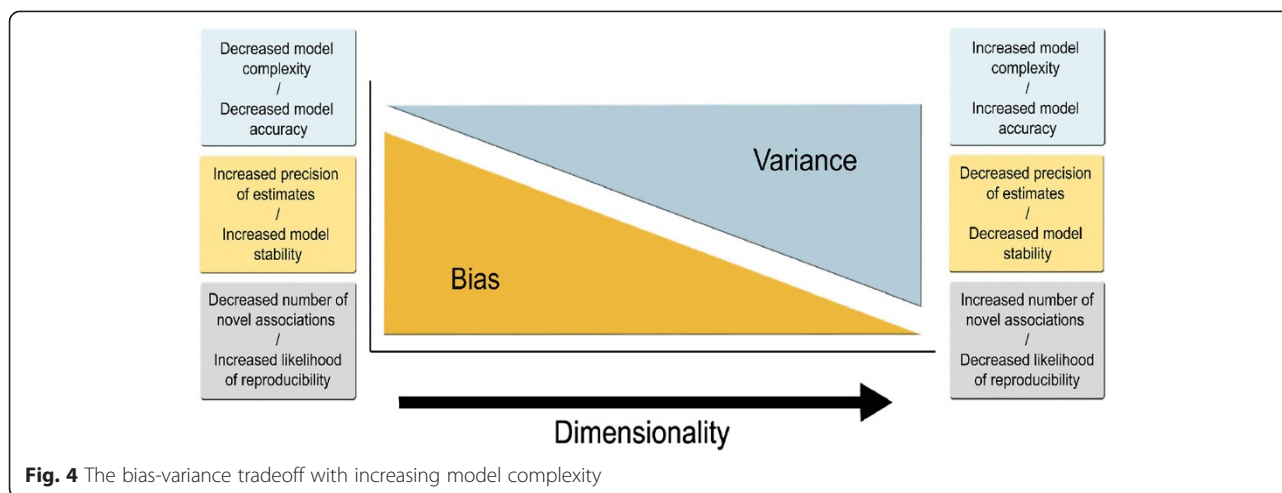 Decreased model
complexity
/
Decreased model
accuracy
Increased precision
of estimates
/
Increased model
stability
Decreased number of
novel associations
/
Increased likelihood
of reproducibility
Variance
Bias
Dimensionality
Increased model
complexity
/
Increased model
accuracy
Decreased precision
of estimates
/
Decreased model
stability
Increased number of
novel associations
/
Decreased likelihood
of reproducibility
Fig. 4 The bias-variance tradeoff with increasing model complexity